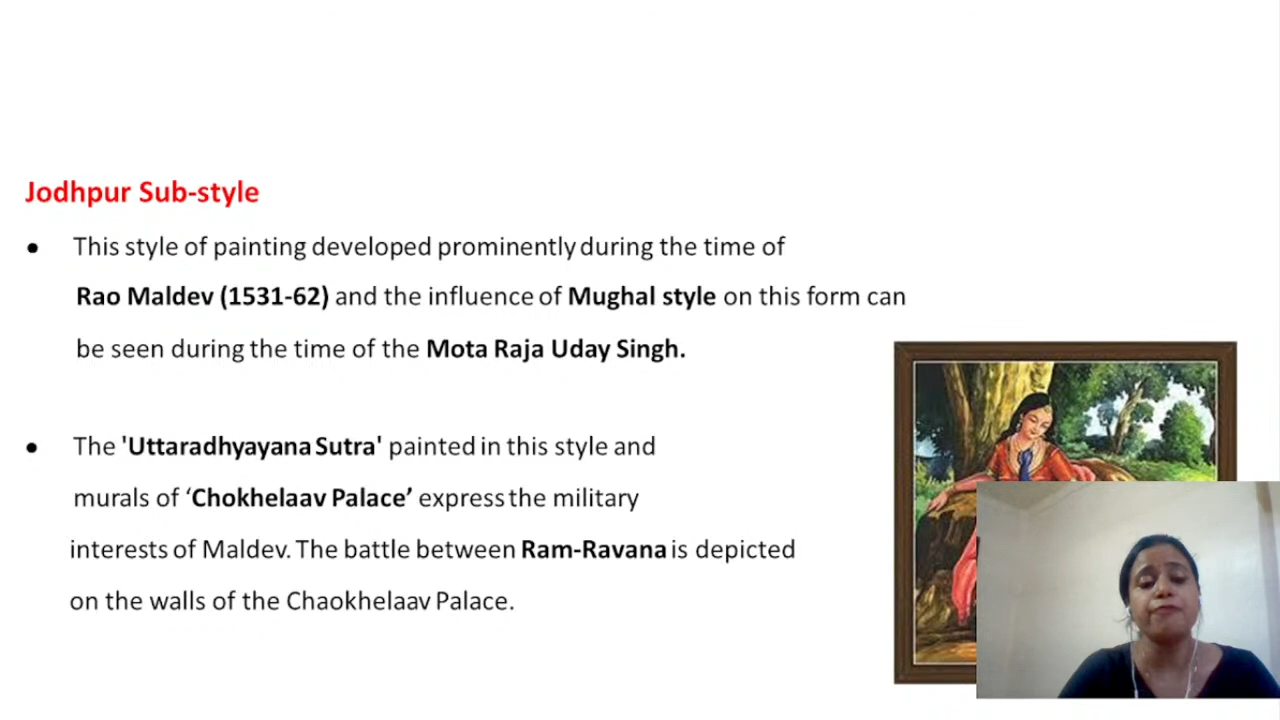 Jodhpur Sub-style
● This style of painting developed prominently during the time of
Rao Maldev (1531-62) and the influence of Mughal style on this form can
be seen during the time of the Mota Raja Uday Singh.
● The 'Uttaradhyayana Sutra' painted in this style and
murals of ‘Chokhelaav Palace’ express the military
interests of Maldev. The battle between Ram-Ravana is depicted
on the walls of the Chaokhelaav Palace.